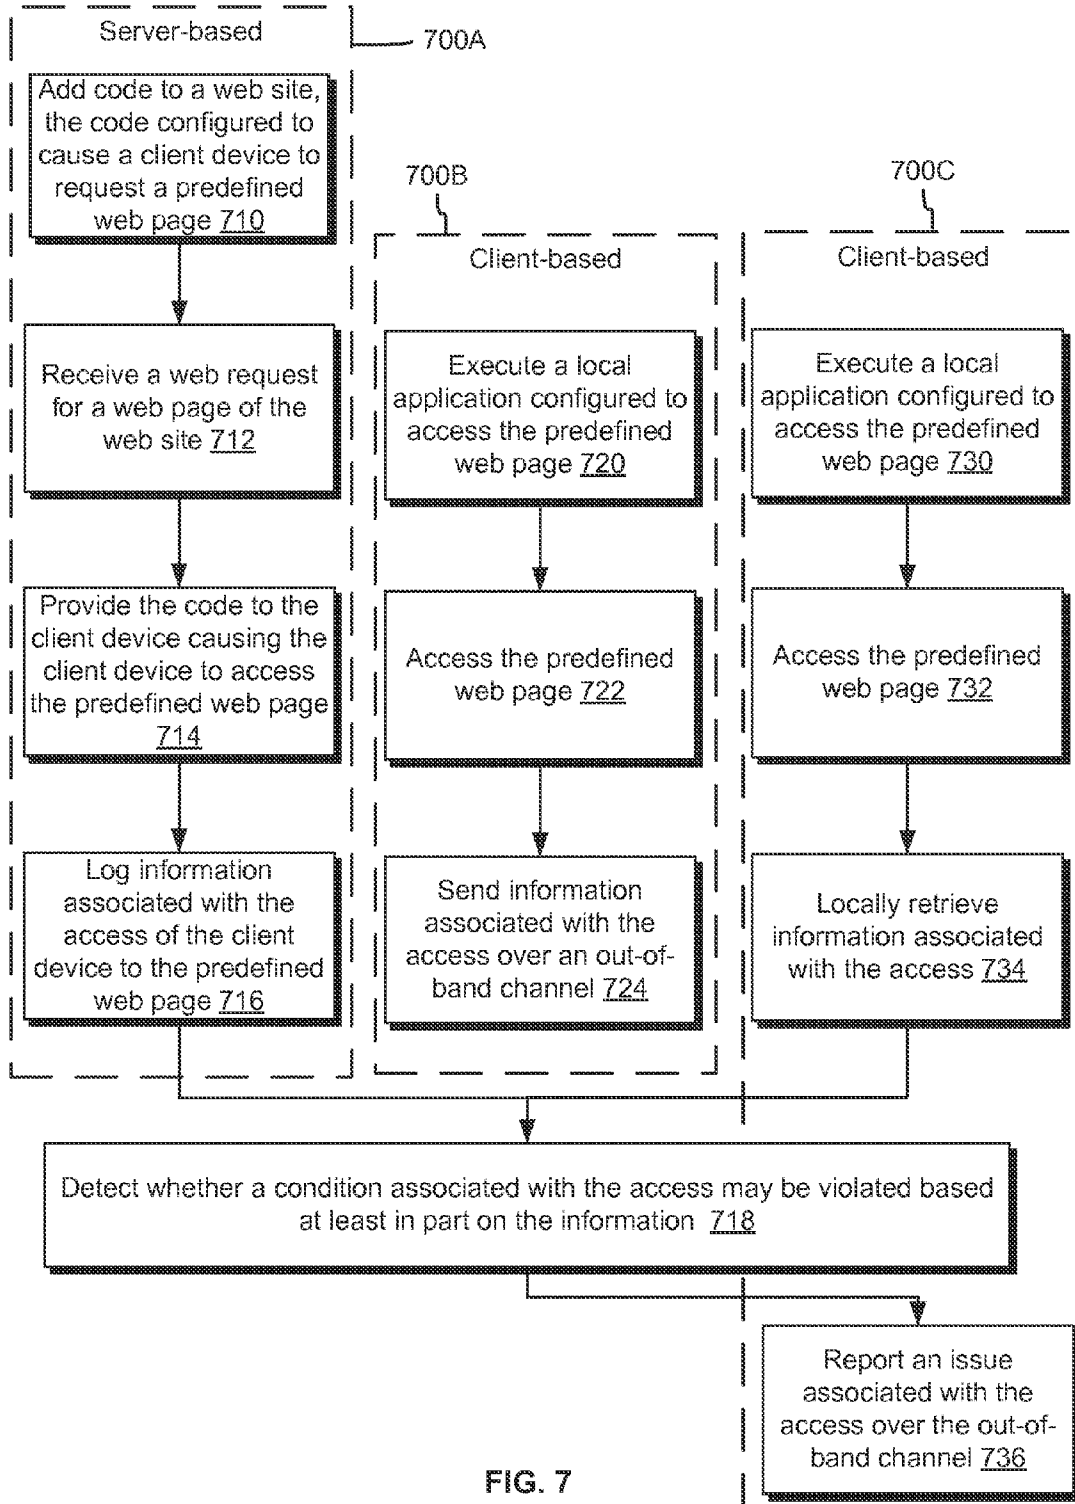 Server-based
700A
Add code to a web site,
the code configured to
cause a client device to
request a predefined
web page 710
Receive a web request
for a web page of the
web site 712
Provide the code to the
client device causing the
client device to access
the predefined web page
714
Log information
associated with the
access of the client
device to the predefined
web page 716
700B
Client-based
Execute a local
application configured to
access the predefined
web page 720
Access the predefined
web page 722
Send information
associated with the
access over an out-of-
band channel 724
700C
Client-based
Execute a local
application configured to
access the predefined
web page 730
Access the predefined
web page 732
Locally retrieve
information associated
with the access 734
Detect whether a condition associated with the access may be violated based
at least in part on the information 718
Report an issue
associated with the
access over the out-of-
band channel 736
FIG. 7